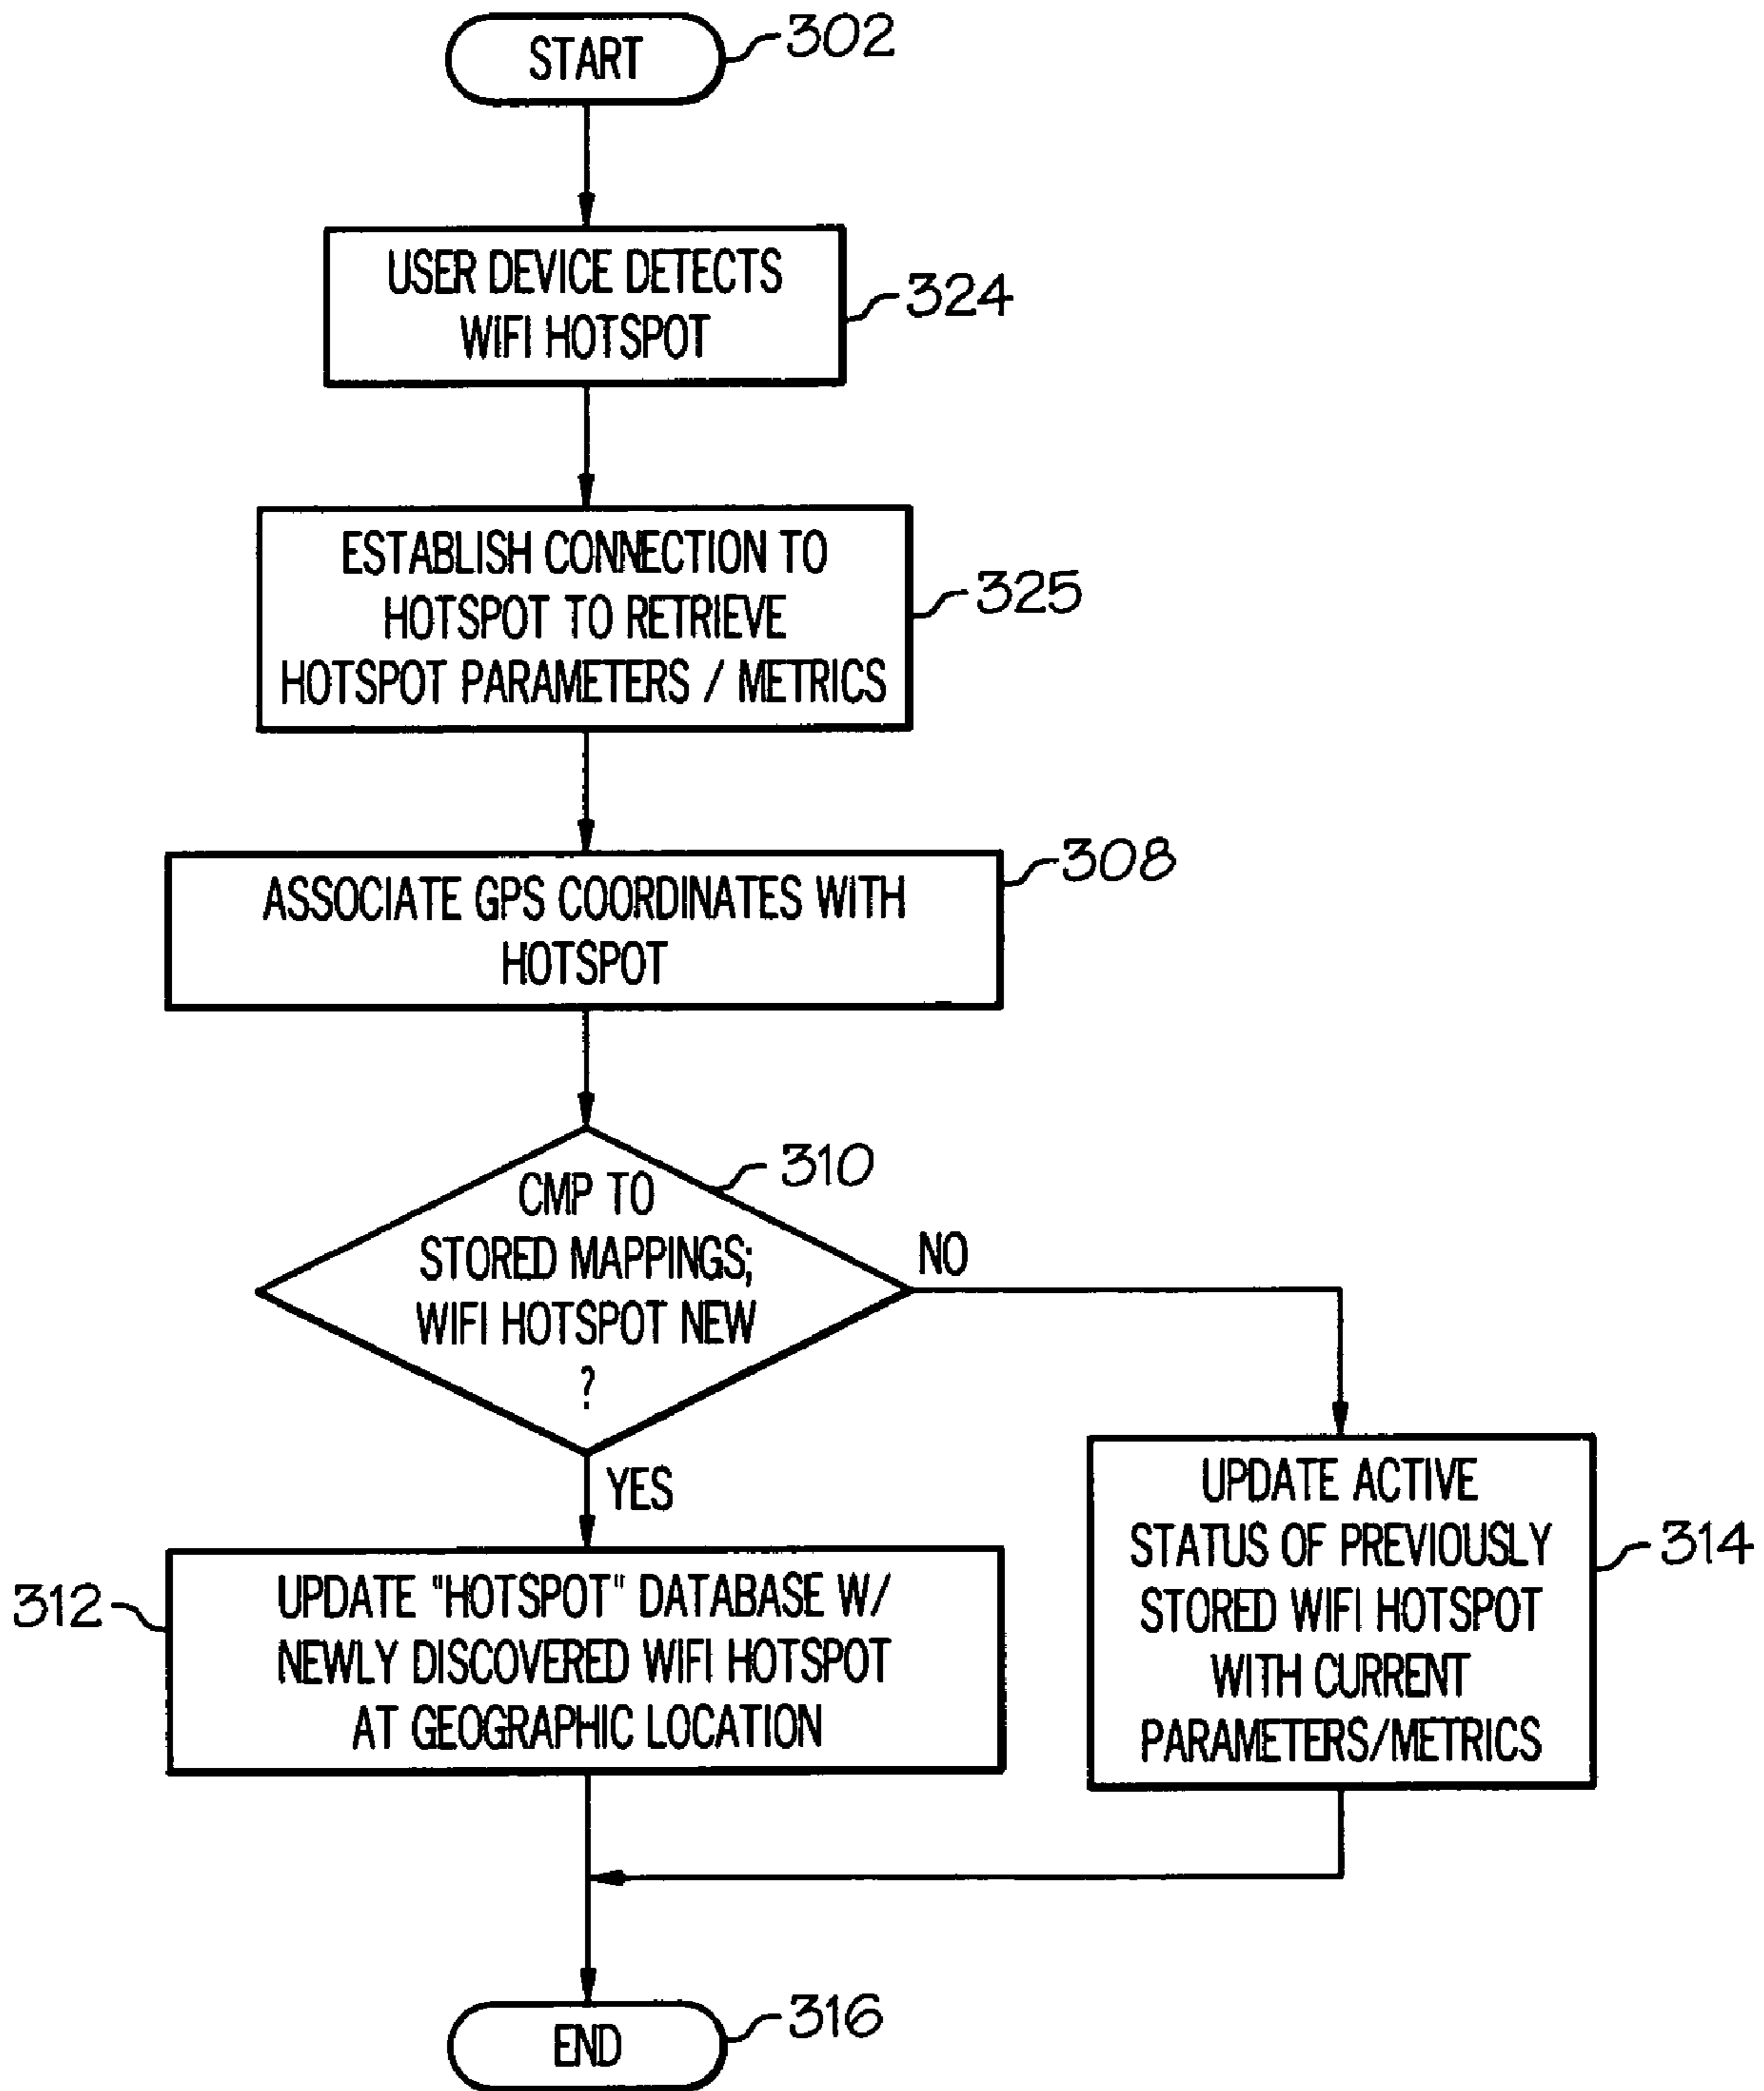 START
302
USER DEVICE DETECTS
WIFI HOTSPOT
324
ESTABLISH CONNECTION TO
HOTSPOT TO RETRIEVE
HOTSPOT PARAMETERS / METRICS
325
ASSOCIATE GPS COORDINATES WITH
HOTSPOT
308
CMP TO
STORED MAPPINGS;
WIFI HOTSPOT NEW
?
310
NO
YES
UPDATE "HOTSPOT" DATABASE W/
NEWLY DISCOVERED WIFI HOTSPOT
AT GEOGRAPHIC LOCATION
312
UPDATE ACTIVE
STATUS OF PREVIOUSLY
STORED WIFI HOTSPOT
WITH CURRENT
PARAMETERS/METRICS
314
END
316